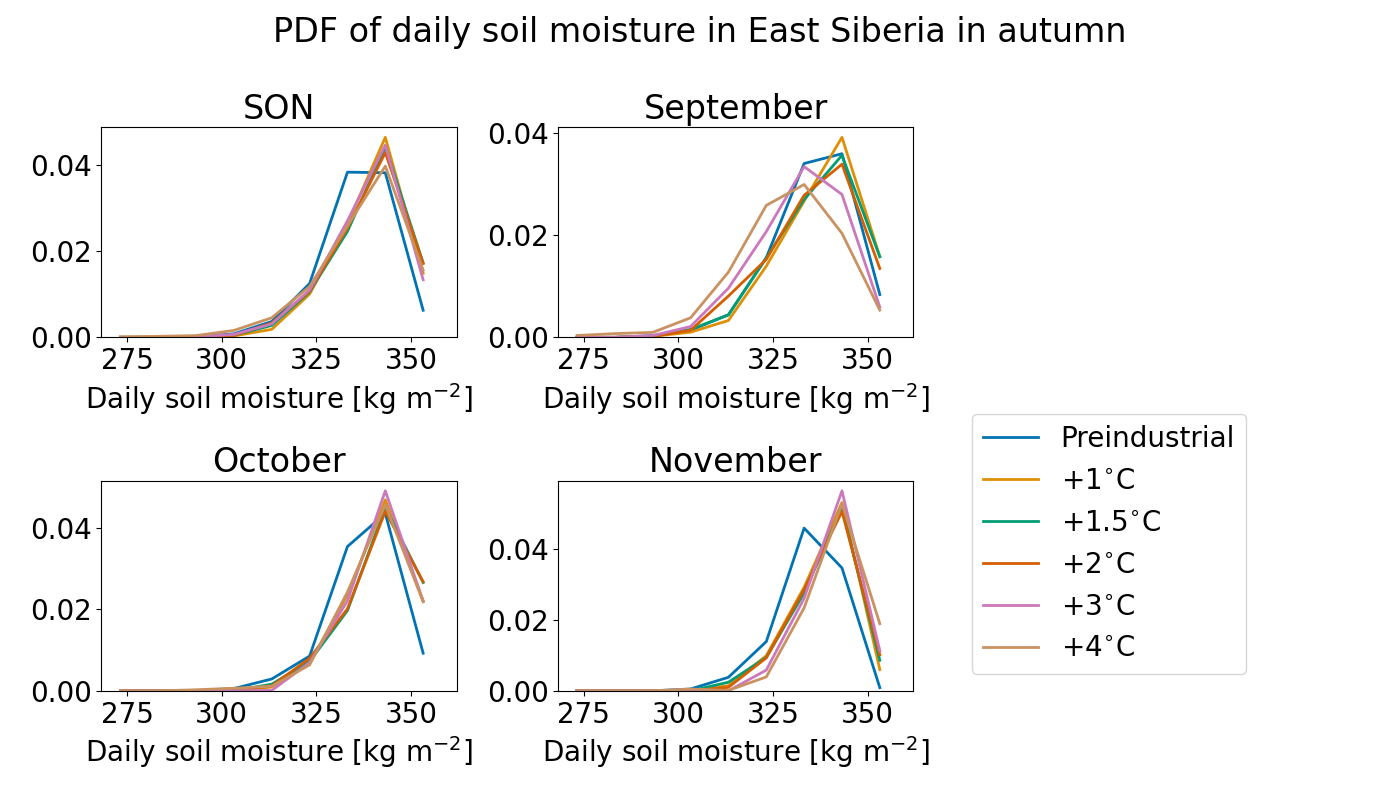 PDF of daily soil moisture in East Siberia in autumn
SON
0.04
0.02
0.00
275 300 325 350
Daily soil moisture [kg m⁻²]
September
0.04
0.02
0.00
275 300 325 350
Daily soil moisture [kg m⁻²]
October
0.04
0.02
0.00
275 300 325 350
Daily soil moisture [kg m⁻²]
November
0.04
0.02
0.00
275 300 325 350
Daily soil moisture [kg m⁻²]
Preindustrial
+1°C
+1.5°C
+2°C
+3°C
+4°C